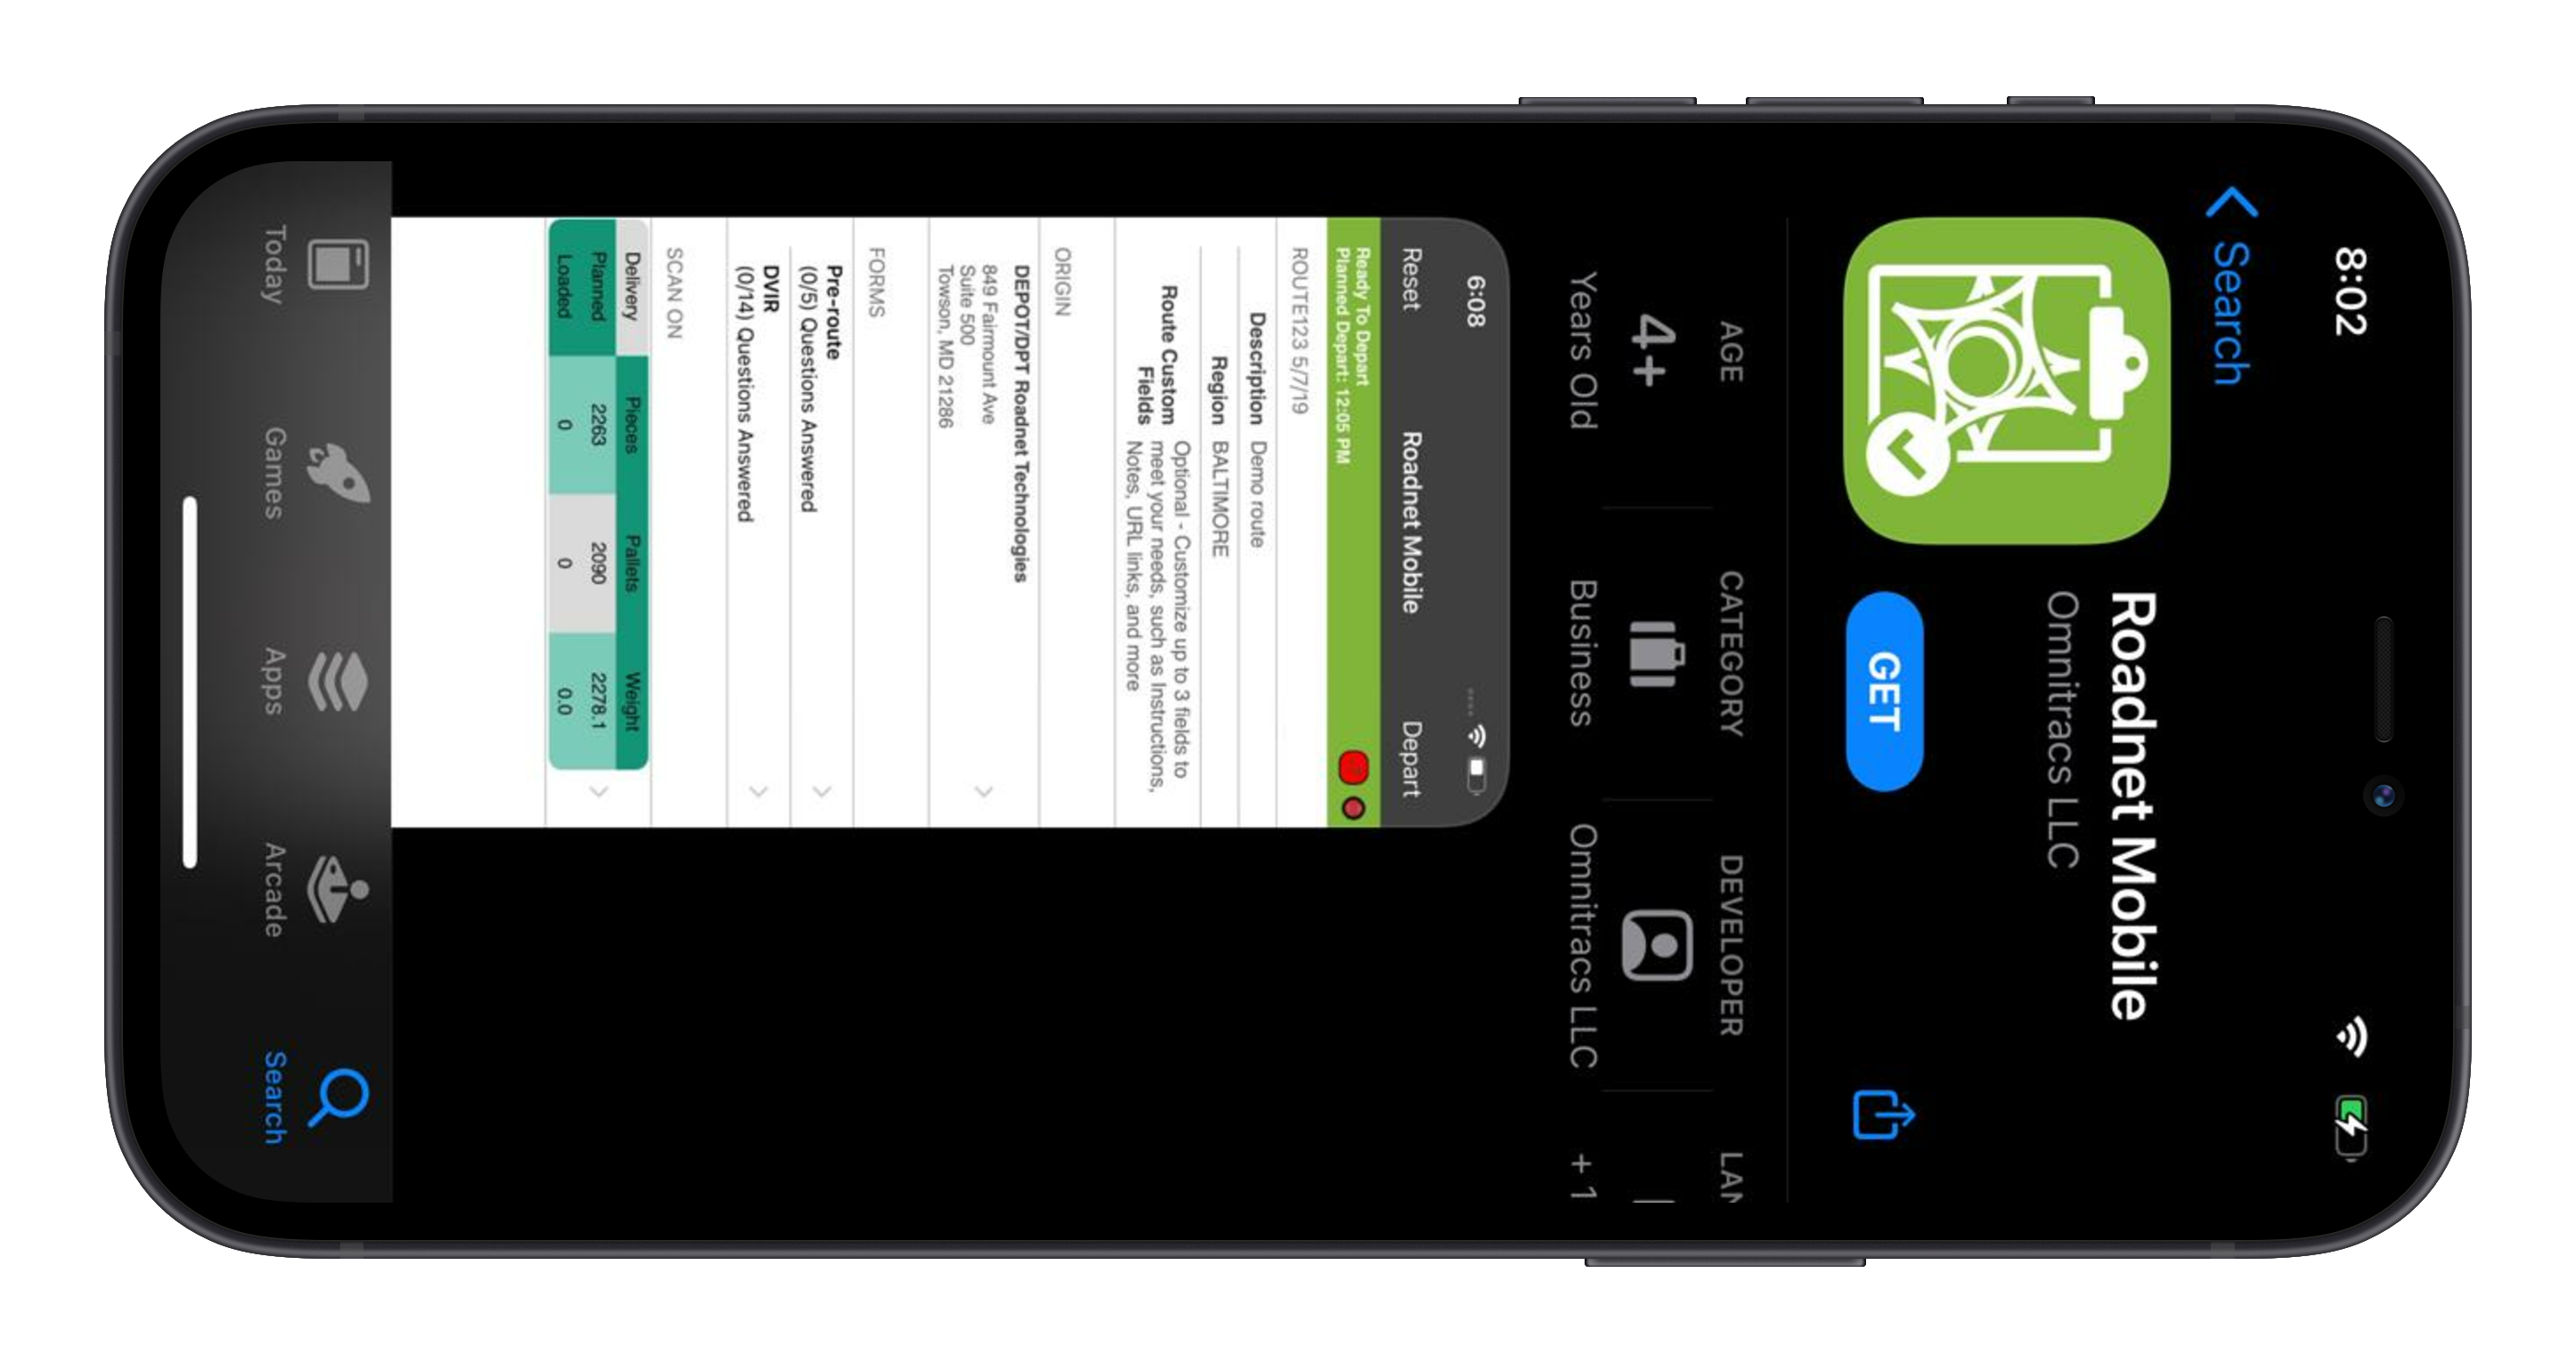 8:02
Search
Roadnet Mobile
Omnitracs LLC
GET
AGE
4+
Years Old
CATEGORY
Business
DEVELOPER
Omnitracs LLC
LAN
+ 1
6:08
Reset Roadnet Mobile Depart
Ready To Depart
Planned Depart: 12:05 PM
ROUTE123 5/7/19
Description Demo route
Region BALTIMORE
Route Custom Fields
Optional - Customize up to 3 fields to
meet your needs, such as Instructions,
Notes, URL links, and more
ORIGIN
DEPOT/DPT Roadnet Technologies
849 Fairmount Ave
Suite 500
Towson, MD 21286
FORMS
Pre-route
(0/5) Questions Answered
DVIR
(0/14) Questions Answered
SCAN ON
Delivery Pieces Pallets Weight
Planned 2263 2090 2278.1
Loaded 0 0 0.0
Today Games Apps Arcade Search